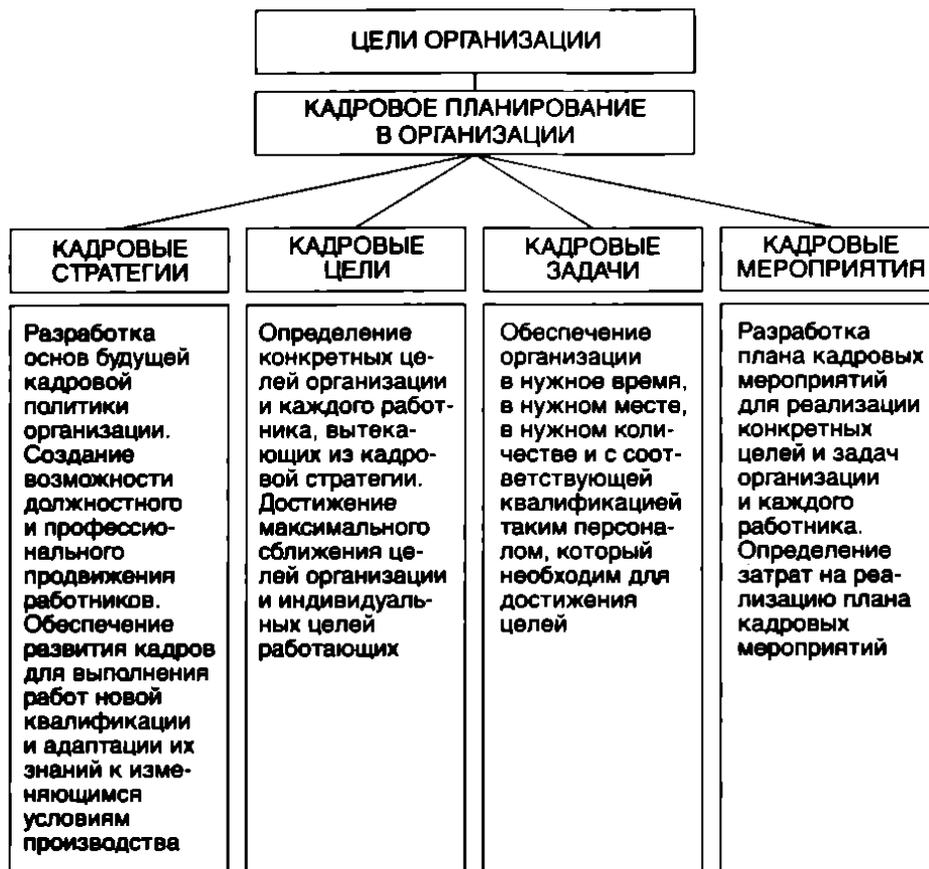 ЦЕЛИ ОРГАНИЗАЦИИ
КАДРОВОЕ ПЛАНИРОВАНИЕ
В ОРГАНИЗАЦИИ
КАДРОВЫЕ
СТРАТЕГИИ
Разработка
основ будущей
кадровой
политики
организации.
Создание
возможности
должностного
и профессио-
нального
продвижения
работников.
Обеспечение
развития кадров
для выполнения
работ новой
квалификации
и адаптации их
знаний к изме-
няющимся
условиям
производства
КАДРОВЫЕ
ЦЕЛИ
Определение
конкретных це-
лей организации
и каждого работ-
ника, вытека-
ющих из кадро-
вой стратегии.
Достижение
максимального
сближения це-
лей организации
и индивидуаль-
ных целей
работающих
КАДРОВЫЕ
ЗАДАЧИ
Обеспечение
организации
в нужное время,
в нужном месте,
в нужном коли-
честве и с соот-
ветствующей
квалификацией
таким персона-
лом, который
необходим для
достижения
целей
КАДРОВЫЕ
МЕРОПРИЯТИЯ
Разработка
плана кадровых
мероприятий
для реализации
конкретных
целей и задач
организации
и каждого
работника.
Определение
затрат на реа-
лизацию плана
кадровых
мероприятий